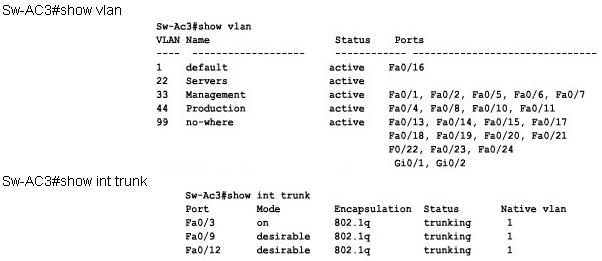 Sw-AC3#show vlan
Sw-Ac3#show vlan
VLAN Name Status Ports
---- -------------------- ------------ -------------------------------
1 default active Fa0/16
22 Servers active
33 Management active Fa0/1, Fa0/2, Fa0/5, Fa0/6, Fa0/7
44 Production active Fa0/4, Fa0/8, Fa0/10, Fa0/11
99 no-where active Fa0/13, Fa0/14, Fa0/15, Fa0/17
Fa0/18, Fa0/19, Fa0/20, Fa0/21
F0/22, Fa0/23, Fa0/24
Gi0/1, Gi0/2
Sw-AC3#show int trunk
Sw-Ac3#show int trunk
Port Mode Encapsulation Status Native vlan
Fa0/3 on 802.1q trunking 1
Fa0/9 desirable 802.1q trunking 1
Fa0/12 desirable 802.1q trunking 1